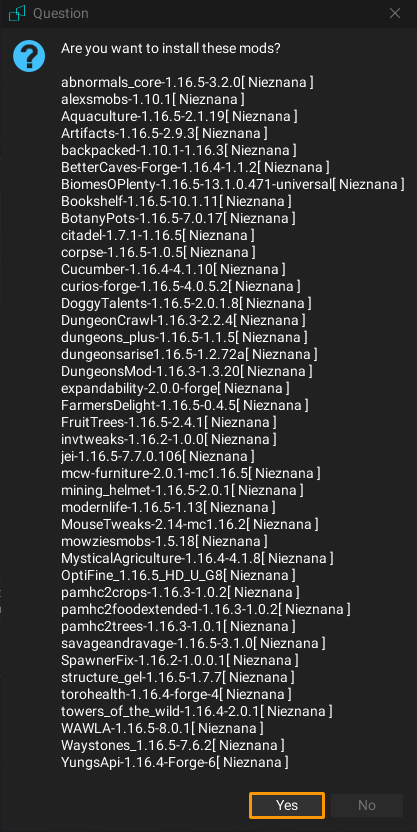 Question
Are you want to install these mods?
abnormals_core-1.16.5-3.2.0[ Nieznana ]
alexsmobs-1.10.1[ Nieznana ]
Aquaculture-1.16.5-2.1.19[ Nieznana ]
Artifacts-1.16.5-2.9.3[ Nieznana ]
backpacked-1.10.1-1.16.3[ Nieznana ]
BetterCaves-Forge-1.16.4-1.1.2[ Nieznana ]
BiomesOPlenty-1.16.5-13.1.0.471-universal[ Nieznana ]
Bookshelf-1.16.5-10.1.11[ Nieznana ]
BotanyPots-1.16.5-7.0.17[ Nieznana ]
citadel-1.7.1-1.16.5[ Nieznana ]
corpse-1.16.5-1.0.5[ Nieznana ]
Cucumber-1.16.4-4.1.10[ Nieznana ]
curios-forge-1.16.5-4.0.5.2[ Nieznana ]
DoggyTalents-1.16.5-2.0.1.8[ Nieznana ]
DungeonCrawl-1.16.3-2.2.4[ Nieznana ]
dungeons_plus-1.16.5-1.1.5[ Nieznana ]
dungeonsarise1.16.5-1.2.72a[ Nieznana ]
DungeonsMod-1.16.3-1.3.20[ Nieznana ]
expandability-2.0.0-forge[ Nieznana ]
FarmersDelight-1.16.5-0.4.5[ Nieznana ]
FruitTrees-1.16.5-2.4.1[ Nieznana ]
invtweaks-1.16.2-1.0.0[ Nieznana ]
jei-1.16.5-7.7.0.106[ Nieznana ]
mcw-furniture-2.0.1-mc1.16.5[ Nieznana ]
mining_helmet-1.16.5-2.0.1[ Nieznana ]
modernlife-1.16.5-1.13[ Nieznana ]
MouseTweaks-2.14-mc1.16.2[ Nieznana ]
mowziesmobs-1.5.18[ Nieznana ]
MysticalAgriculture-1.16.4-4.1.8[ Nieznana ]
OptiFine_1.16.5_HD_U_G8[ Nieznana ]
pamhc2crops-1.16.3-1.0.2[ Nieznana ]
pamhc2foodextended-1.16.3-1.0.2[ Nieznana ]
pamhc2trees-1.16.3-1.0.1[ Nieznana ]
savageandravage-1.16.5-3.1.0[ Nieznana ]
SpawnerFix-1.16.2-1.0.0.1[ Nieznana ]
structure_gel-1.16.5-1.7.7[ Nieznana ]
torohealth-1.16.4-forge-4[ Nieznana ]
towers_of_the_wild-1.16.4-2.0.1[ Nieznana ]
WAWLA-1.16.5-8.0.1[ Nieznana ]
Waystones_1.16.5-7.6.2[ Nieznana ]
YungsApi-1.16.4-Forge-6[ Nieznana ]
Yes No